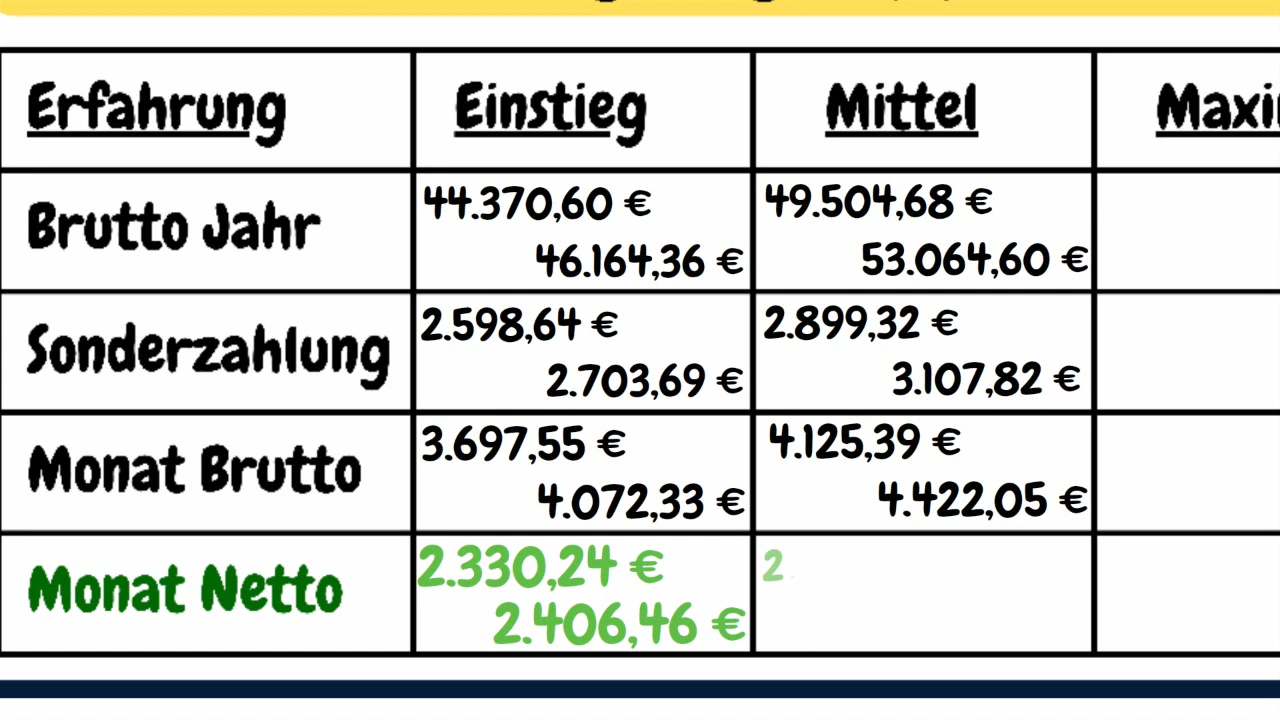 Erfahrung Einstieg Mittel
Brutto Jahr 44.370,60 € 49.504,68 €
46.164,36 € 53.064,60 €
Sonderzahlung 2.598,64 € 2.899,32 €
2.703,69 € 3.107,82 €
Monat Brutto 3.697,55 € 4.125,39 €
4.072,33 € 4.422,05 €
Monat Netto 2.330,24 € 2
2.406,46 €